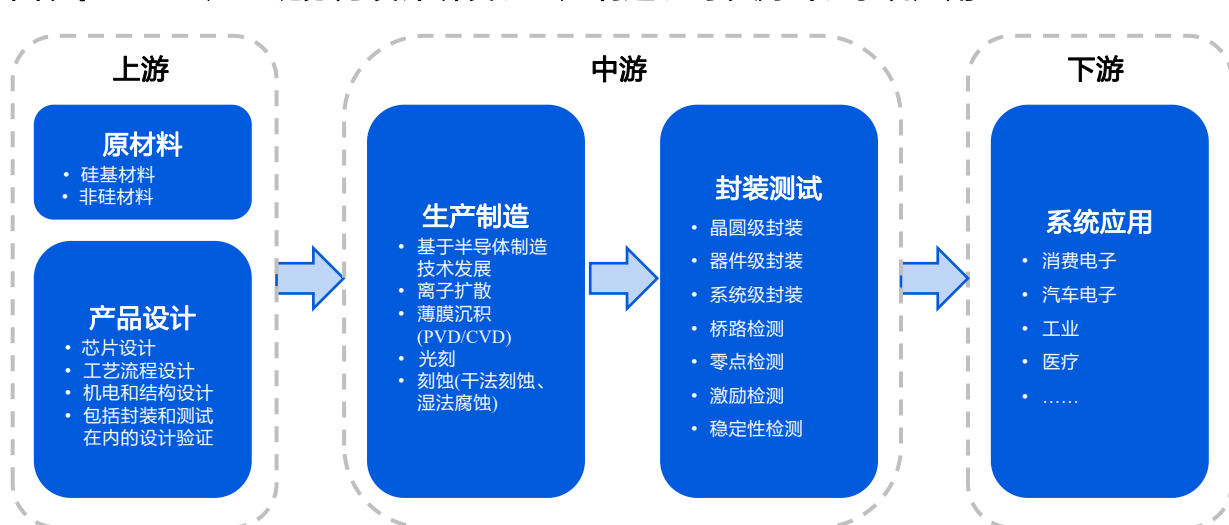 上游
原材料
• 硅基材料
• 非硅材料
产品设计
• 芯片设计
• 工艺流程设计
• 机电和结构设计
• 包括封装和测试
在内的设计验证
中游
生产制造
• 基于半导体制造
技术发展
• 离子扩散
• 薄膜沉积
(PVD/CVD)
• 光刻
• 刻蚀(干法刻蚀、
湿法腐蚀)
封装测试
• 晶圆级封装
• 器件级封装
• 系统级封装
• 桥路检测
• 零点检测
• 激励检测
• 稳定性检测
下游
系统应用
• 消费电子
• 汽车电子
• 工业
• 医疗
• ……